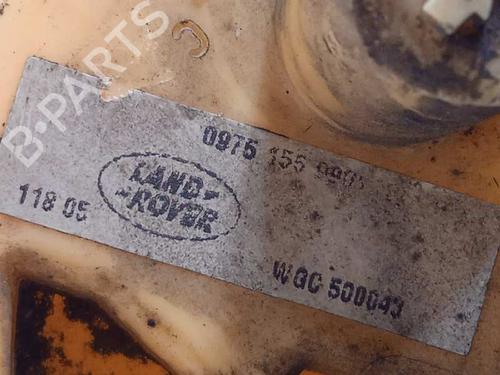 B-PARTS
0975 155
LAND
ROVER
118 05
WGC 500043